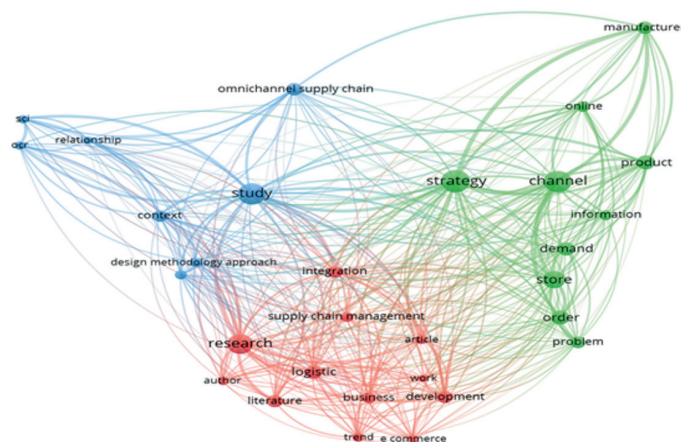 manufacture
omnichannel supply chain
online
sci
relationship
ocr
product
strategy
channel
study
context
information
demand
design methodology approach
integration
store
supply chain management
order
article
problem
research
logistic
author
work
literature
business
development
trend
e commerce